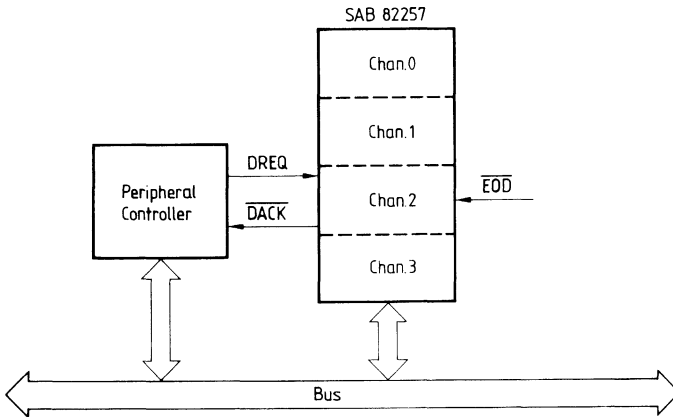 SAB 82257
Chan.0
Chan.1
DREQ
Peripheral
Controller
Chan.2
EOD
DACK
Chan.3
Bus